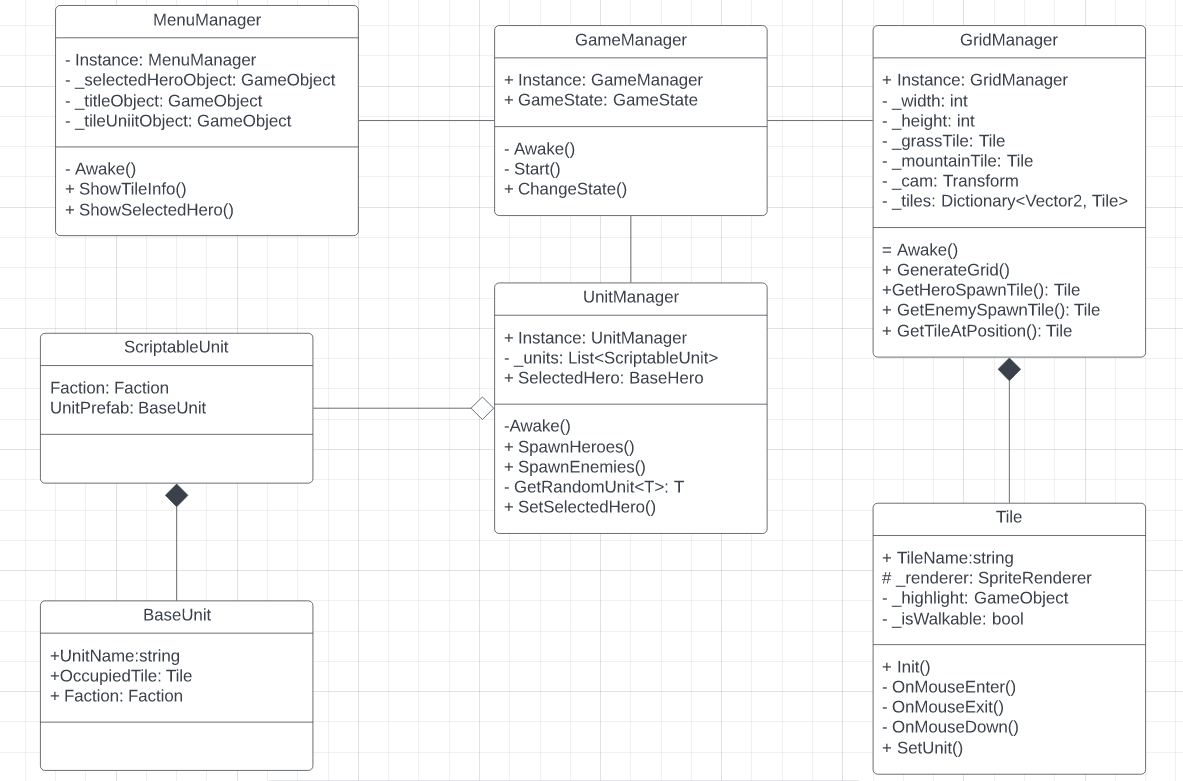 MenuManager
- Instance: MenuManager
- _selectedHeroObject: GameObject
- _titleObject: GameObject
- _tileUniitObject: GameObject
- Awake()
+ ShowTileInfo()
+ ShowSelectedHero()
GameManager
+ Instance: GameManager
+ GameState: GameState
- Awake()
- Start()
+ ChangeState()
GridManager
+ Instance: GridManager
- _width: int
- _height: int
- _grassTile: Tile
- _mountainTile: Tile
- _cam: Transform
- _tiles: Dictionary<Vector2, Tile>
= Awake()
+ GenerateGrid()
+GetHeroSpawnTile(): Tile
+ GetEnemySpawnTile(): Tile
+ GetTileAtPosition(): Tile
UnitManager
+ Instance: UnitManager
- _units: List<ScriptableUnit>
+ SelectedHero: BaseHero
-Awake()
+ SpawnHeroes()
+ SpawnEnemies()
- GetRandomUnit<T>: T
+ SetSelectedHero()
ScriptableUnit
Faction: Faction
UnitPrefab: BaseUnit
BaseUnit
+UnitName:string
+OccupiedTile: Tile
+ Faction: Faction
Tile
+ TileName:string
# _renderer: SpriteRenderer
- _highlight: GameObject
- _isWalkable: bool
+ Init()
- OnMouseEnter()
- OnMouseExit()
- OnMouseDown()
+ SetUnit()